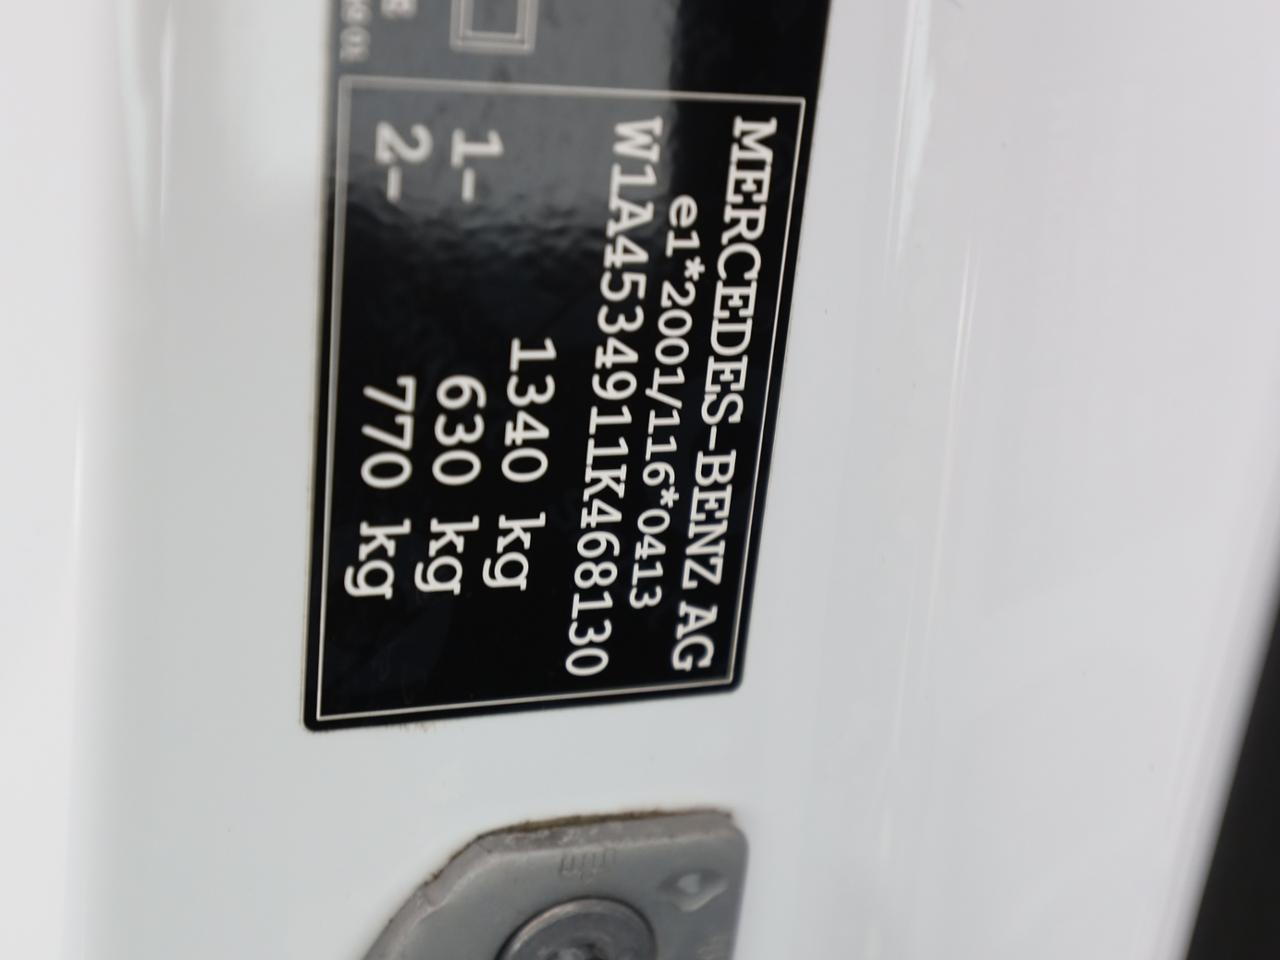 MERCEDES-BENZ AG
e1*2001/116*0413
W1A4534911K468130
1340 kg
1- 630 kg
2- 770 kg